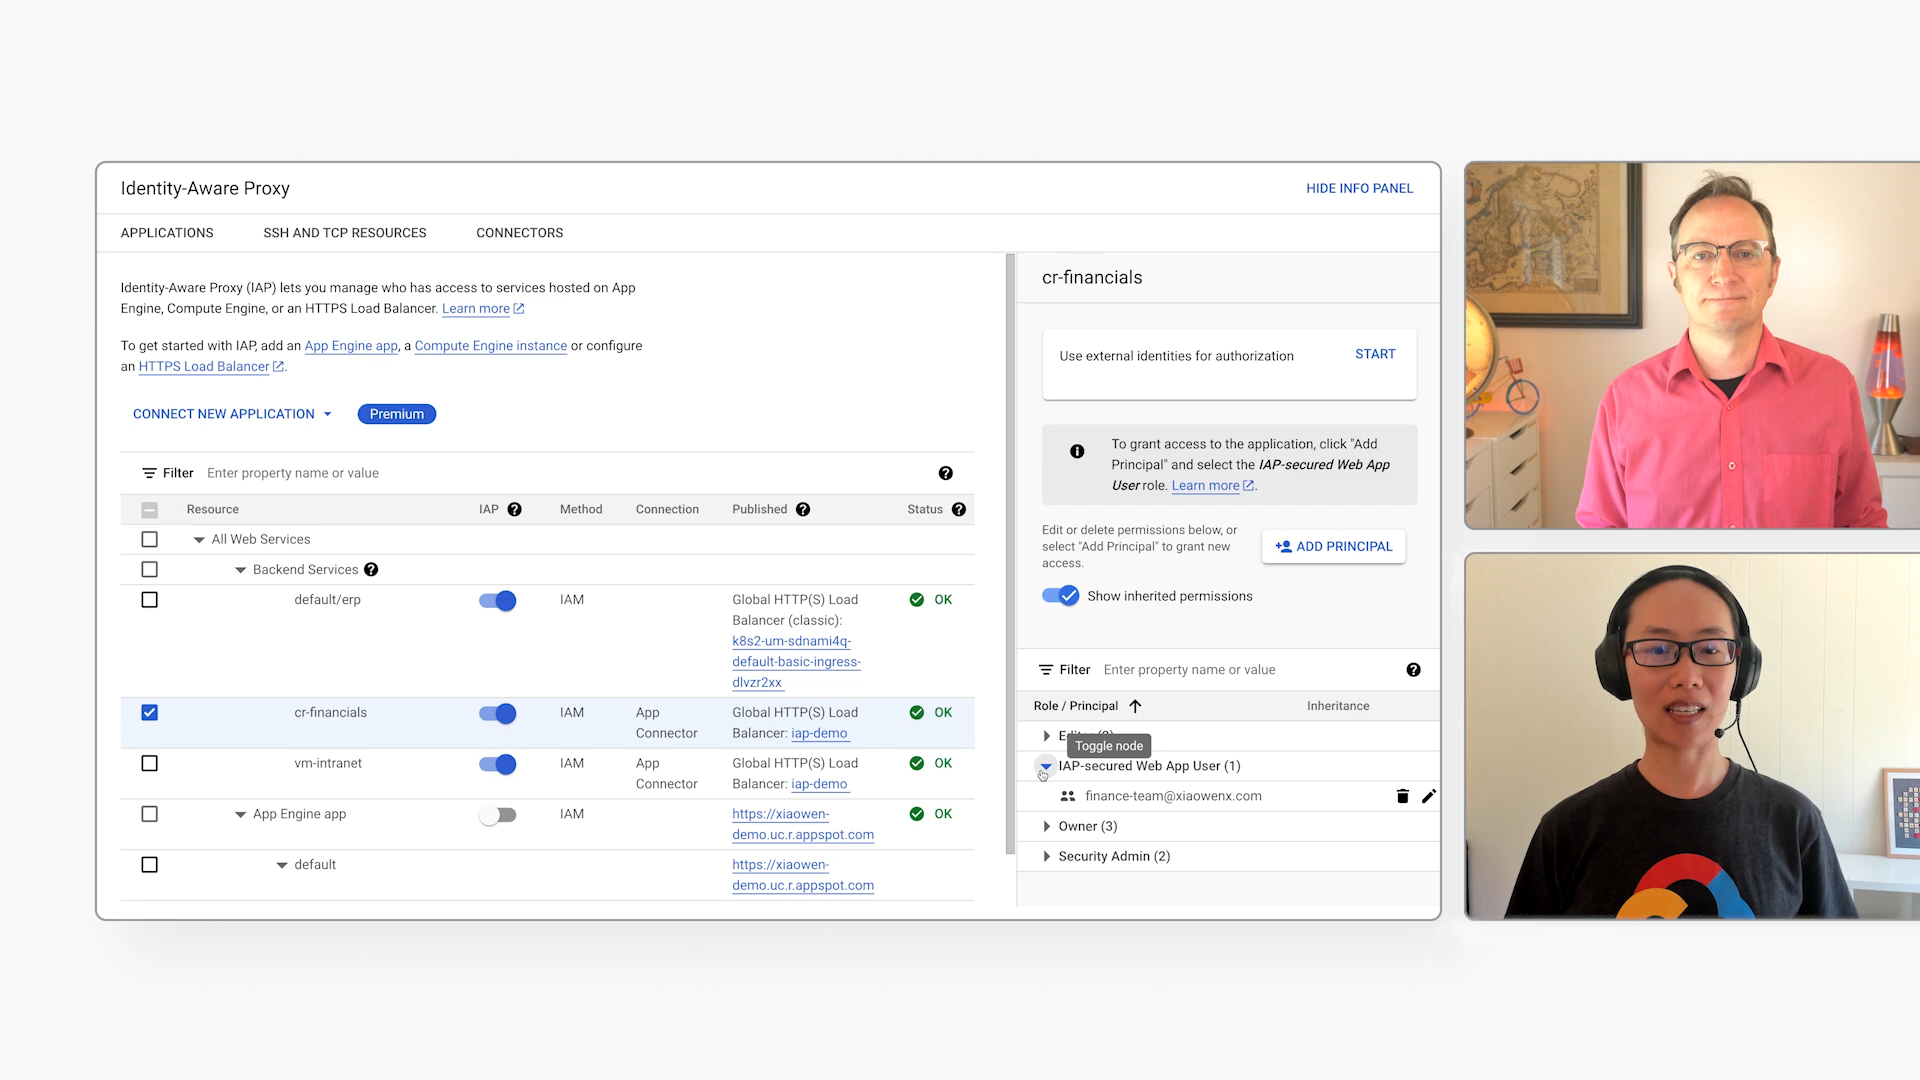 Identity-Aware Proxy
HIDE INFO PANEL
APPLICATIONS
SSH AND TCP RESOURCES
CONNECTORS
Identity-Aware Proxy (IAP) lets you manage who has access to services hosted on App
Engine, Compute Engine, or an HTTPS Load Balancer. Learn more
To get started with IAP, add an App Engine app, a Compute Engine instance or configure
an HTTPS Load Balancer.
CONNECT NEW APPLICATION
Premium
Filter Enter property name or value
Resource IAP Method Connection Published Status
All Web Services
Backend Services
default/erp IAM Global HTTP(S) Load OK
Balancer (classic):
k8s2-um-sdnami4q-
default-basic-ingress-
dlvzr2xx
cr-financials IAM App Global HTTP(S) Load OK
Connector Balancer: iap-demo
vm-intranet IAM App Global HTTP(S) Load OK
Connector Balancer: iap-demo
App Engine app IAM https://xiaowen- OK
demo.uc.r.appspot.com
default https://xiaowen-
demo.uc.r.appspot.com
cr-financials
Use external identities for authorization START
To grant access to the application, click "Add
Principal" and select the IAP-secured Web App
User role. Learn more.
Edit or delete permissions below, or
select "Add Principal" to grant new
access.
ADD PRINCIPAL
Show inherited permissions
Filter Enter property name or value
Role / Principal Inheritance
Toggle node
IAP-secured Web App User (1)
finance-team@xiaowenx.com
Owner (3)
Security Admin (2)